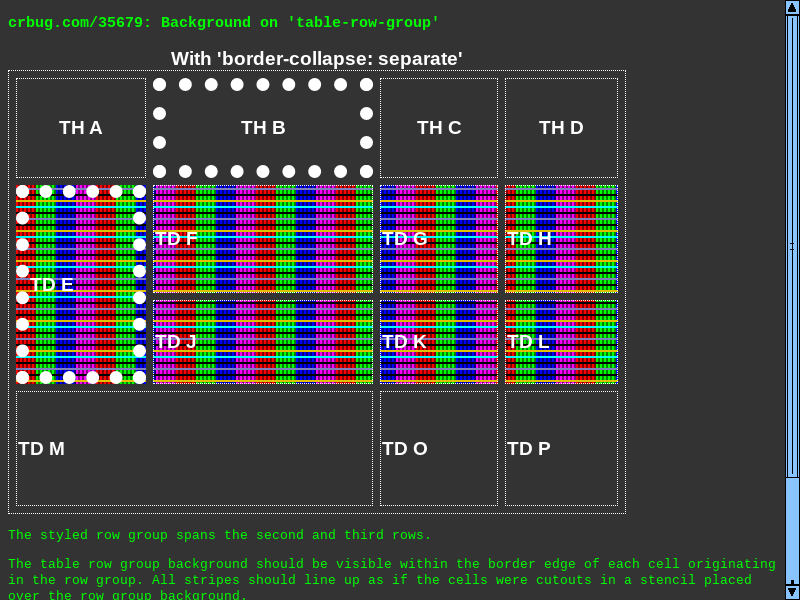 crbug.com/35679: Background on 'table-row-group'
With 'border-collapse: separate'
TH A TH B TH C TH D
TD F TD G TD H
TD E
TD J TD K TD L
TD M TD O TD P
The styled row group spans the second and third rows.
The table row group background should be visible within the border edge of each cell originating
in the row group. All stripes should line up as if the cells were cutouts in a stencil placed
over the row group background.